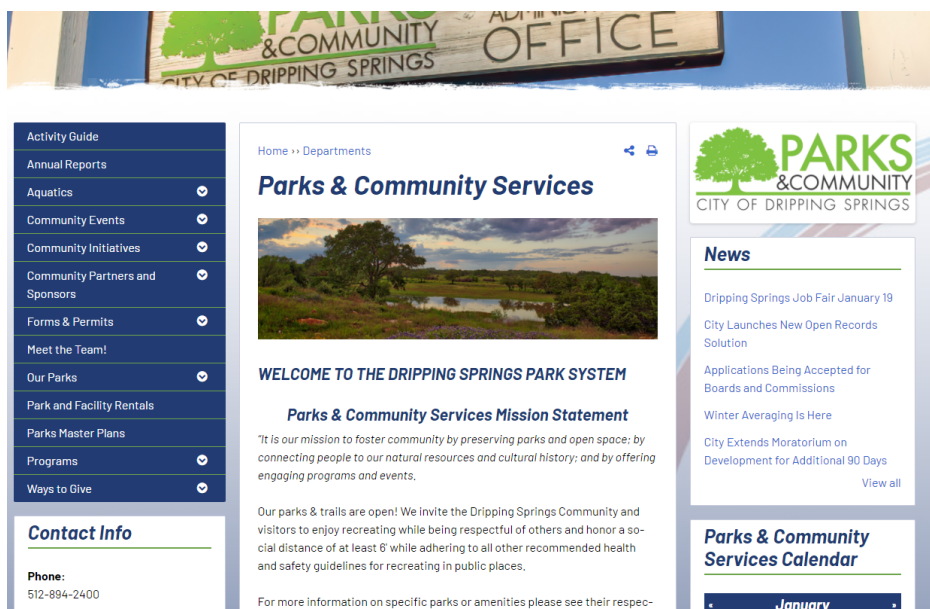 PARKS
&COMMUNITY
CITY OF DRIPPING SPRINGS
OFFICE
Activity Guide
Annual Reports
Aquatics
Community Events
Community Initiatives
Community Partners and
Sponsors
Forms & Permits
Meet the Team!
Our Parks
Park and Facility Rentals
Parks Master Plans
Programs
Ways to Give
Contact Info
Phone:
512-894-2400
Home ›› Departments
Parks & Community Services
WELCOME TO THE DRIPPING SPRINGS PARK SYSTEM
Parks & Community Services Mission Statement
"It is our mission to foster community by preserving parks and open space; by
connecting people to our natural resources and cultural history; and by offering
engaging programs and events.
Our parks & trails are open! We invite the Dripping Springs Community and
visitors to enjoy recreating while being respectful of others and honor a so-
cial distance of at least 6' while adhering to all other recommended health
and safety guidelines for recreating in public places.
For more information on specific parks or amenities please see their respec-
PARKS
&COMMUNITY
CITY OF DRIPPING SPRINGS
News
Dripping Springs Job Fair January 19
City Launches New Open Records
Solution
Applications Being Accepted for
Boards and Commissions
Winter Averaging Is Here
City Extends Moratorium on
Development for Additional 90 Days
View all
Parks & Community
Services Calendar
January